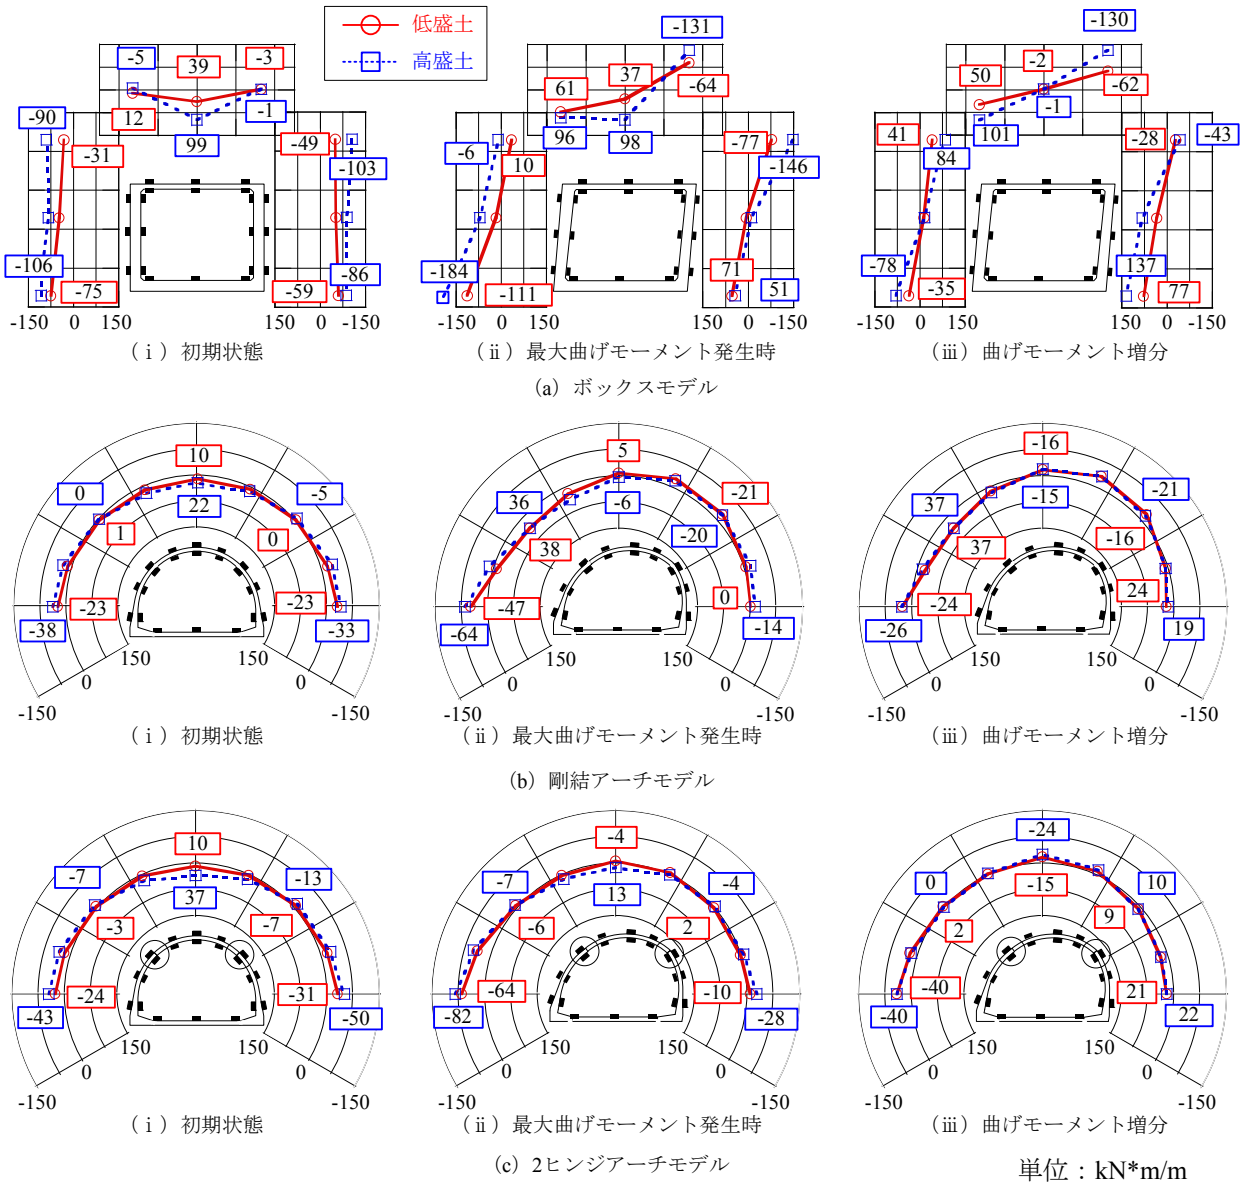 低盛土
高盛土
-5 39 -3
12 99 -1
-90 -31 -49 -103
-106 -75 -59 -86
-150 0 150 150 0 -150
（ⅰ）初期状態
-131
61 37 -64
96 98
-6 10 -77 -146
-184 -111 71 51
-150 0 150 150 0 -150
（ⅱ）最大曲げモーメント発生時
-130
50 -2 -62
101 -1
41 84 -28 -43
-78 -35 137 77
-150 0 150 150 0 -150
（ⅲ）曲げモーメント増分
(a) ボックスモデル
10
0 22 -5
1 0
-23 -23
-38 -33
150 150
0 0
-150 -150
（ⅰ）初期状態
5
36 -6 -21
38 -20
-47 0
-64 -14
150 150
0 0
-150 -150
（ⅱ）最大曲げモーメント発生時
-16
37 -15 -21
37 -16
-24 24
-26 19
150 150
0 0
-150 -150
（ⅲ）曲げモーメント増分
(b) 剛結アーチモデル
10
-7 37 -13
-3 -7
-24 -31
-43 -50
150 150
0 0
-150 -150
（ⅰ）初期状態
-4
-7 13 -4
-6 2
-64 -10
-82 -28
150 150
0 0
-150 -150
（ⅱ）最大曲げモーメント発生時
-24
0 -15 10
2 9
-40 21
-40 22
150 150
0 0
-150 -150
（ⅲ）曲げモーメント増分
(c) 2ヒンジアーチモデル
単位：kN*m/m